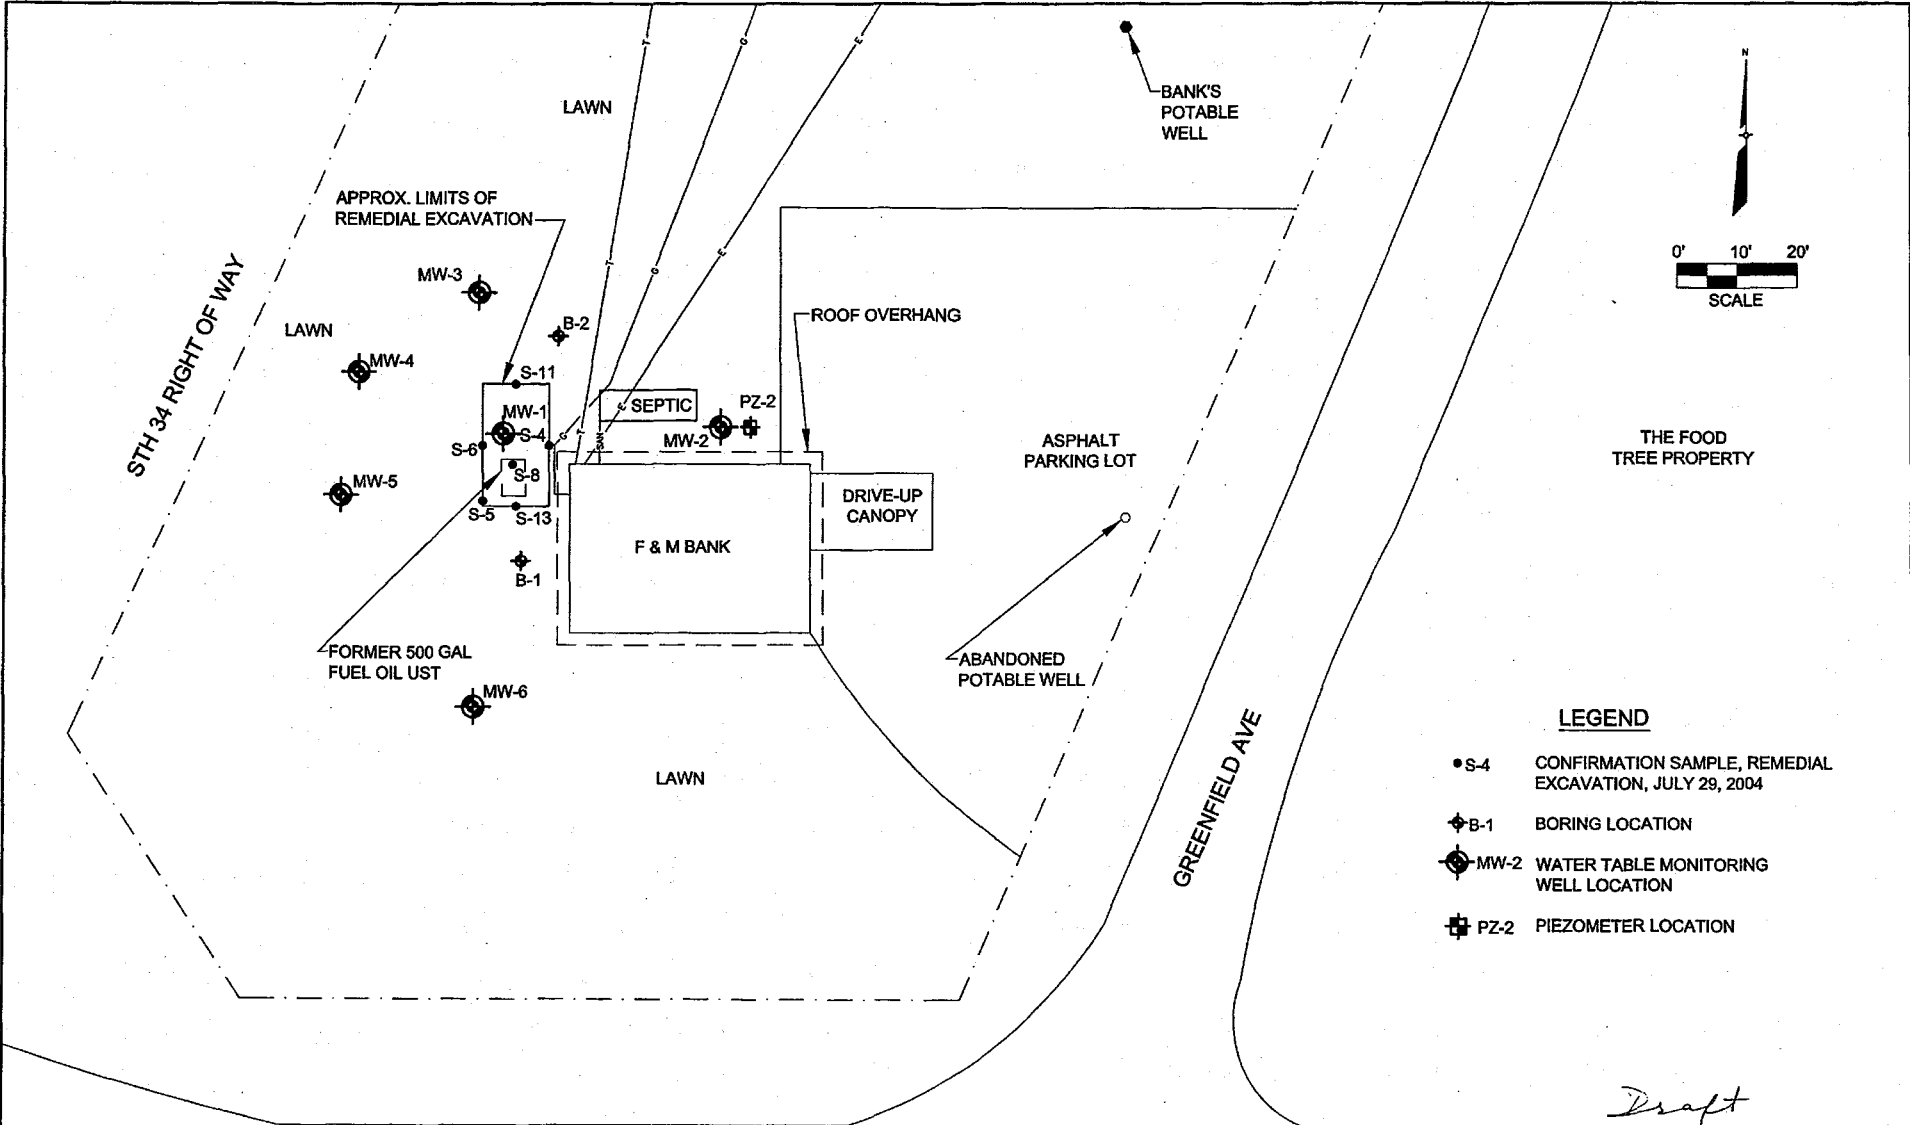 T
G
E
LAWN
BANK'S
POTABLE
WELL
N
APPROX. LIMITS OF
REMEDIAL EXCAVATION
0' 10' 20'
SCALE
STH 34 RIGHT OF WAY
MW-3
T
G
E
LAWN
B-2
ROOF OVERHANG
MW-4
S-11
MW-1
S-4
S-6
G
T
E
SAN
SEPTIC
MW-2
PZ-2
ASPHALT
PARKING LOT
THE FOOD
TREE PROPERTY
MW-5
S-8
S-5
S-13
DRIVE-UP
CANOPY
F & M BANK
B-1
FORMER 500 GAL
FUEL OIL UST
ABANDONED
POTABLE WELL
MW-6
LAWN
GREENFIELD AVE
LEGEND
S-4 CONFIRMATION SAMPLE, REMEDIAL
EXCAVATION, JULY 29, 2004
B-1 BORING LOCATION
MW-2 WATER TABLE MONITORING
WELL LOCATION
PZ-2 PIEZOMETER LOCATION
Draft